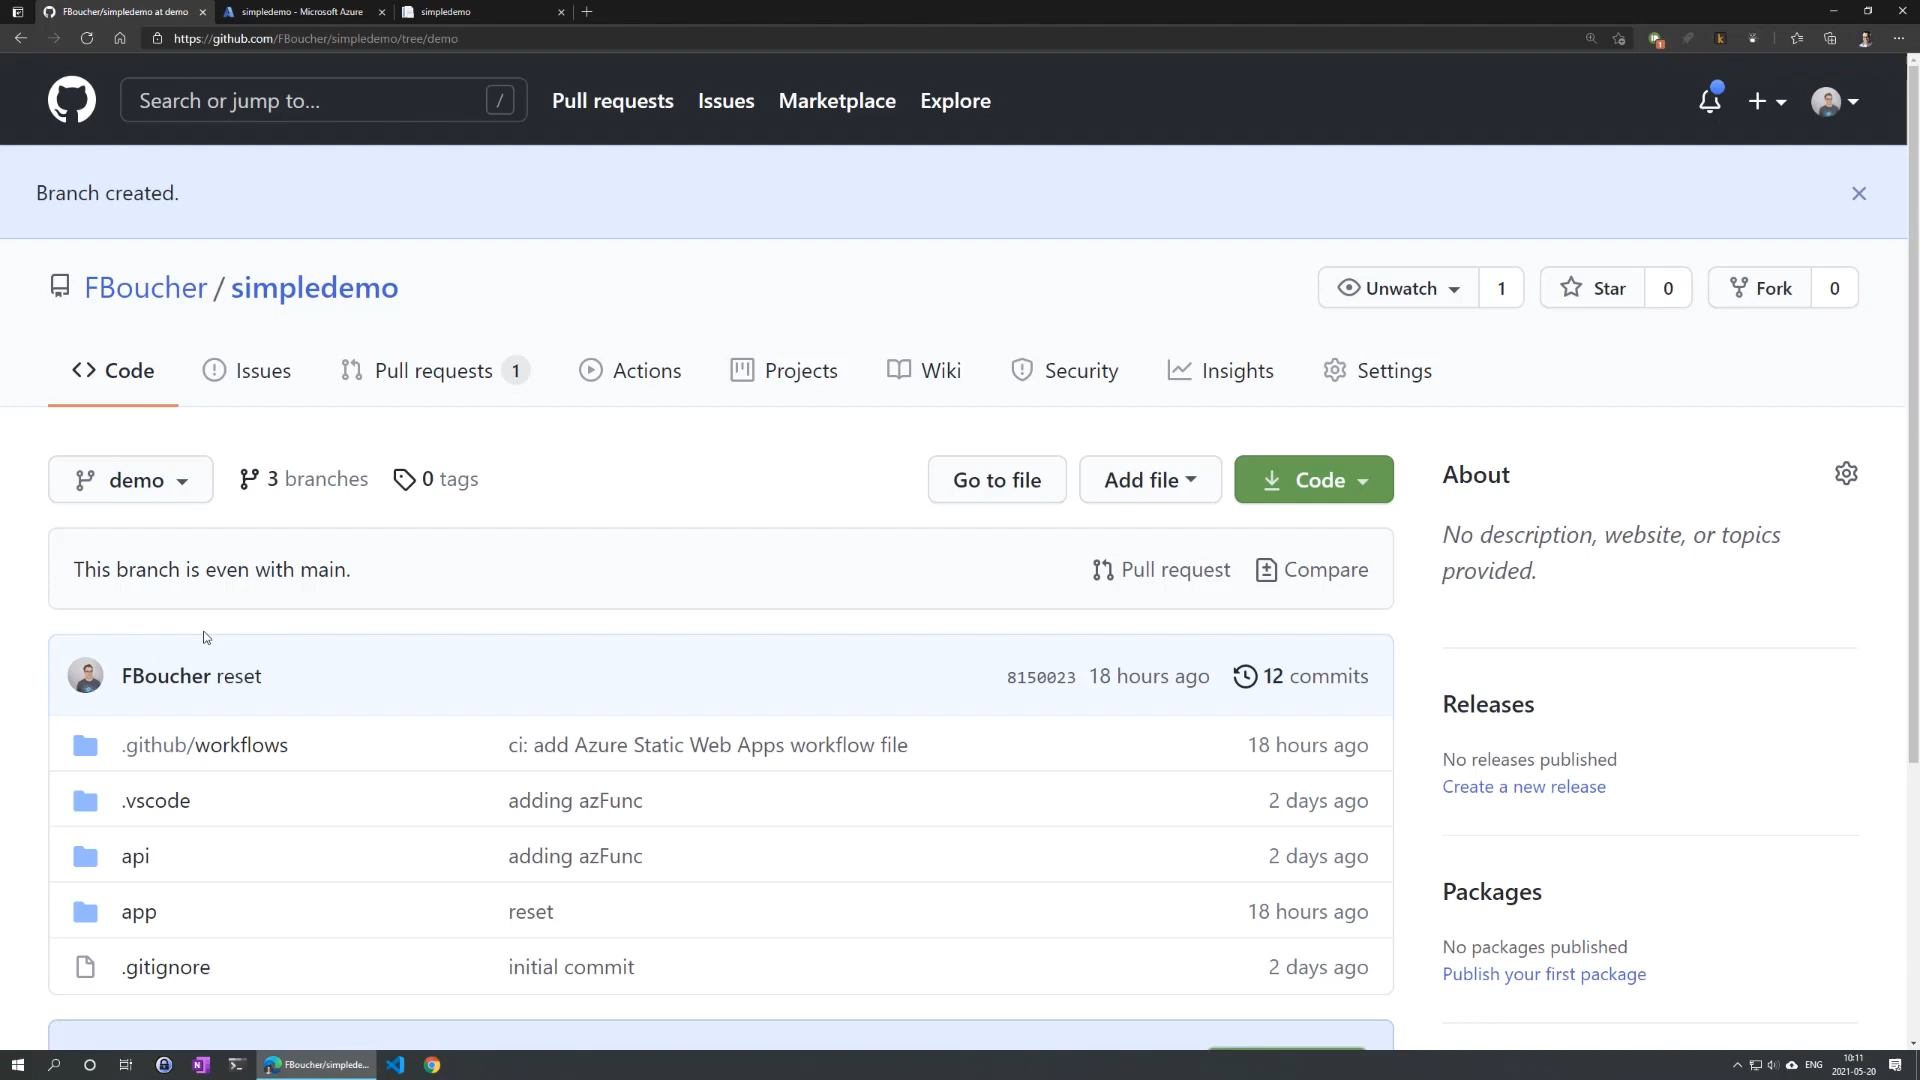 FBoucher/simpledemo at demo
simpledemo - Microsoft Azure
simpledemo
https://github.com/FBoucher/simpledemo/tree/demo
Search or jump to...
/
Pull requests
Issues
Marketplace
Explore
Branch created.
FBoucher / simpledemo
Unwatch
1
Star
0
Fork
0
Code
Issues
Pull requests 1
Actions
Projects
Wiki
Security
Insights
Settings
demo
3 branches
0 tags
Go to file
Add file
Code
About
No description, website, or topics
provided.
This branch is even with main.
Pull request
Compare
FBoucher reset
8150023 18 hours ago
12 commits
.github/workflows
ci: add Azure Static Web Apps workflow file
18 hours ago
.vscode
adding azFunc
2 days ago
api
adding azFunc
2 days ago
app
reset
18 hours ago
.gitignore
initial commit
2 days ago
Releases
No releases published
Create a new release
Packages
No packages published
Publish your first package
FBoucher/simplede...
ENG
10:11
2021-05-20